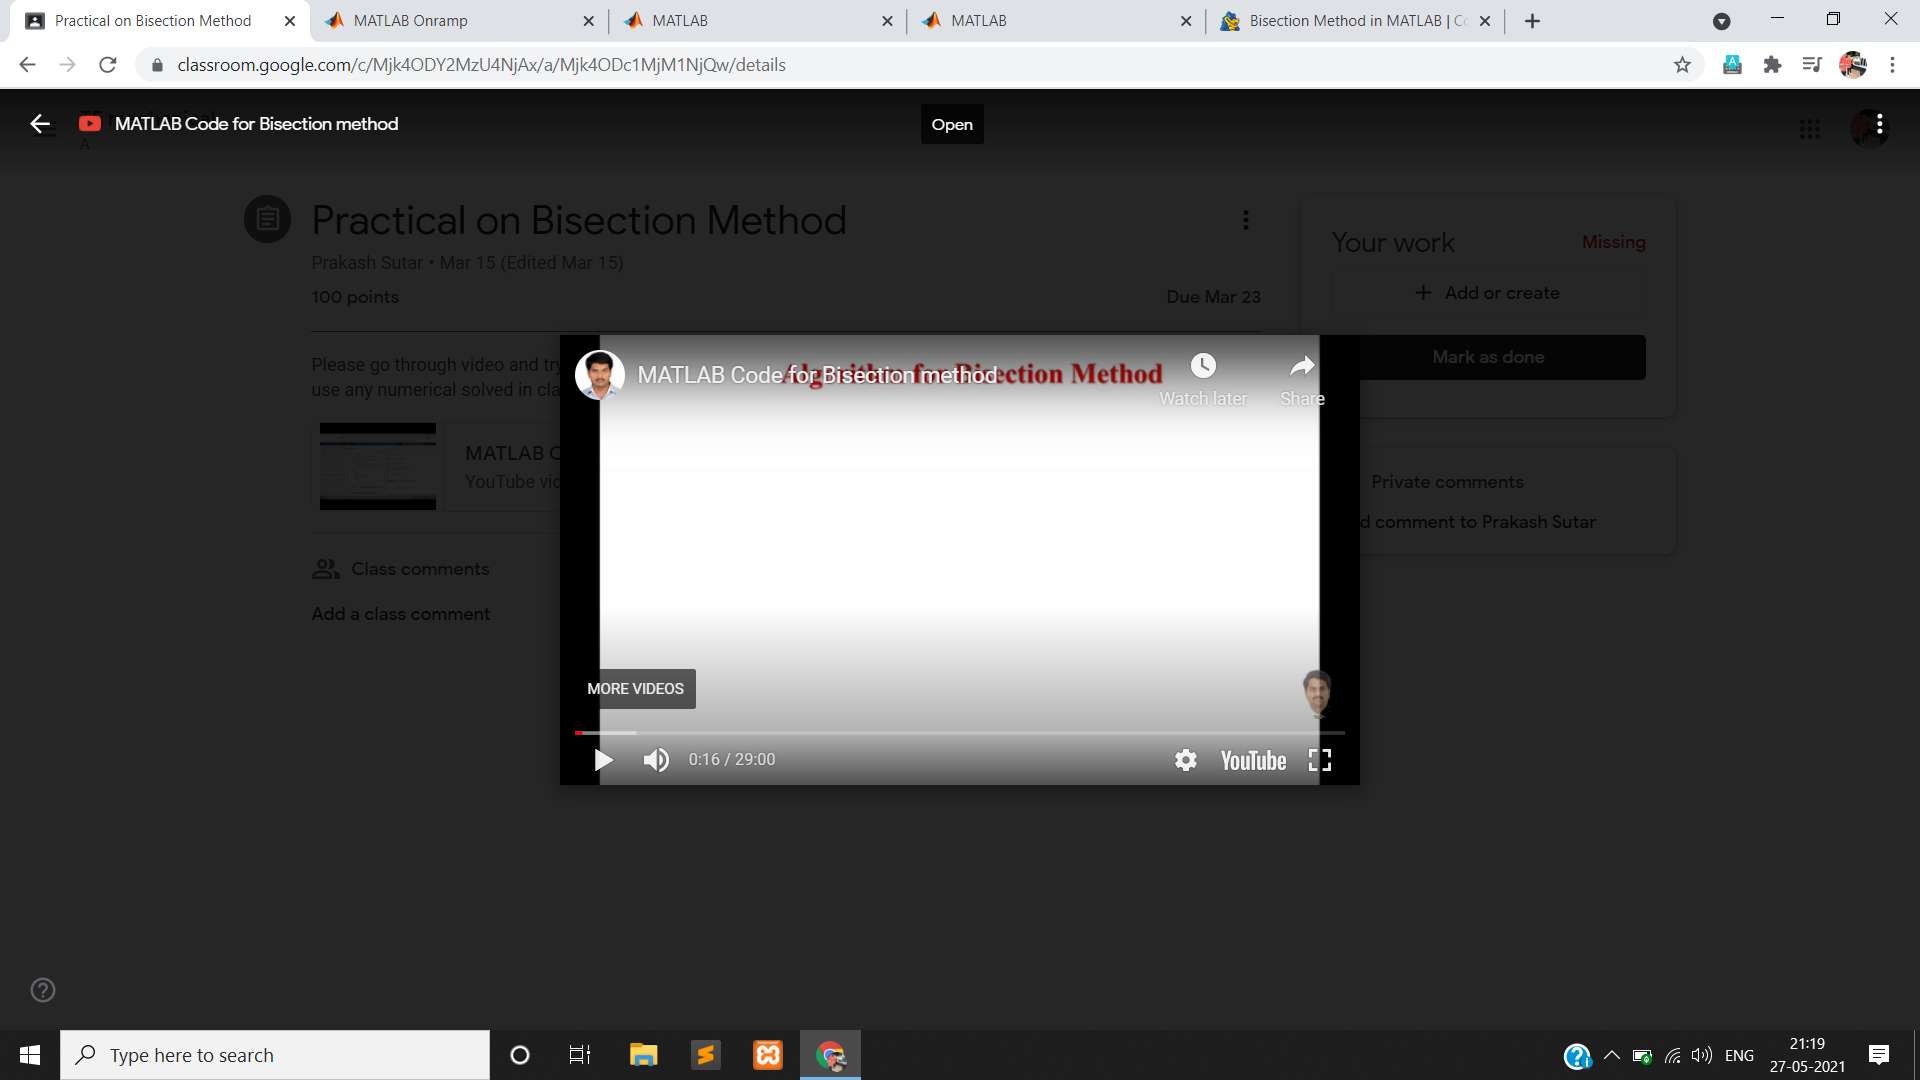 Practical on Bisection Method
MATLAB Onramp
MATLAB
MATLAB
Bisection Method in MATLAB |
classroom.google.com/c/Mjk4ODY2MzU4NjAx/a/Mjk4ODc1MjM1NjQw/details
MATLAB Code for Bisection method
Open
A
Practical on Bisection Method
Prakash Sutar • Mar 15 (Edited Mar 15)
100 points
Due Mar 23
Your work
Missing
+ Add or create
Mark as done
Please go through video and try
use any numerical solved in cla
MATLAB C
YouTube vid
MATLAB Code for Bisection method
Algorithm for Bisection Method
Watch later
Share
Private comments
d comment to Prakash Sutar
Class comments
Add a class comment
MORE VIDEOS
0:16 / 29:00
YouTube
Type here to search
ENG
21:19
27-05-2021